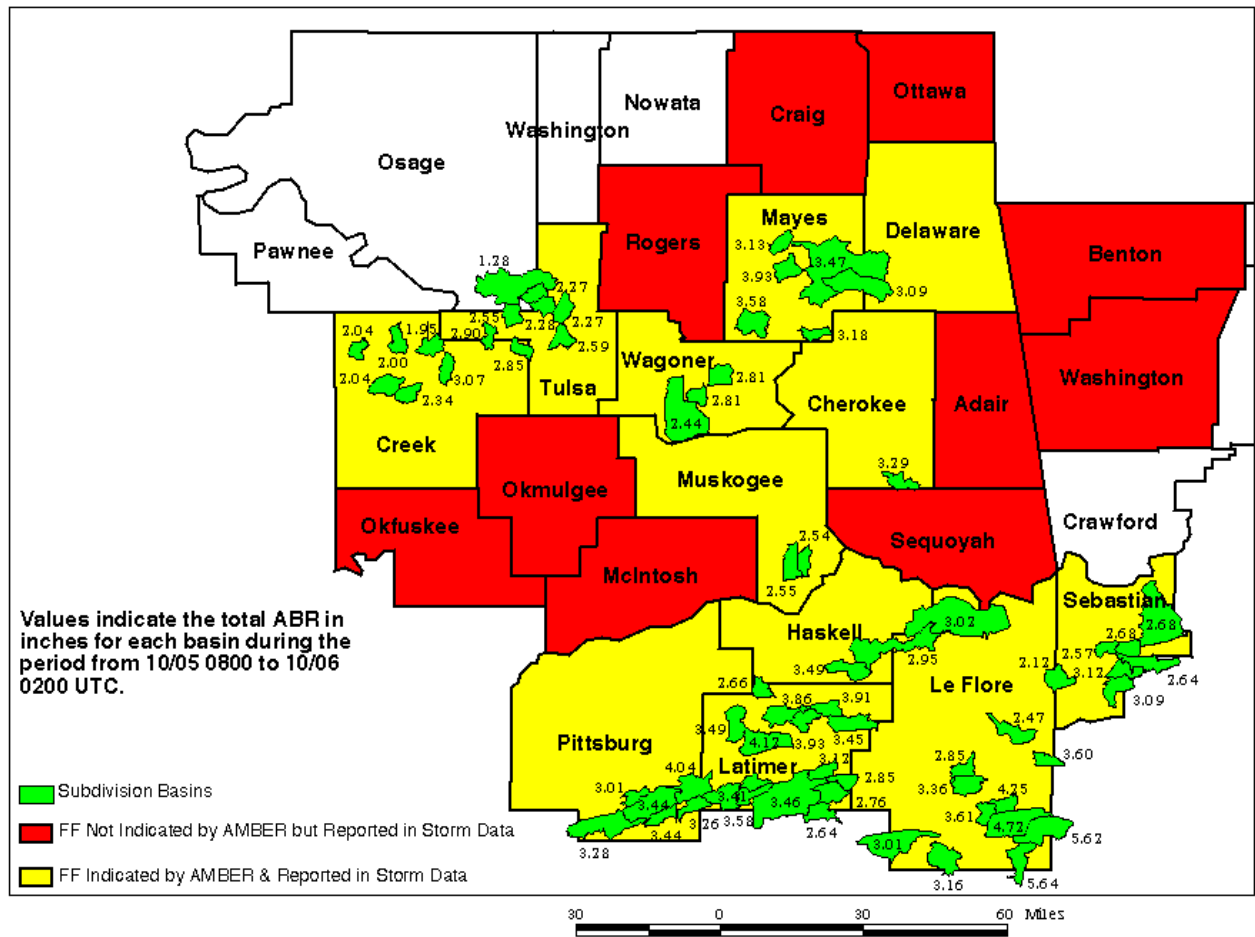 Nowata
Craig
Ottawa
Washington
Osage
Mayes
Delaware
Rogers
Benton
Pawnee
3.13
3.47
1.28
3.93
2.27
3.09
3.58
2.04
1.95
2.55
2.28
2.27
2.90
3.18
2.00
2.59
Wagoner
2.85
2.04
3.07
Tulsa
2.81
Washington
2.34
2.81
Cherokee
Adair
2.44
Creek
3.29
Muskogee
Okmulgee
Okfuskee
Crawford
2.54
Sequoyah
McIntosh
2.55
Sebastian
Values indicate the total ABR in
inches for each basin during the
period from 10/05 0800 to 10/06
0200 UTC.
Haskell
3.02
2.68
2.68
2.95
2.57
3.49
2.12
3.12
2.64
2.66
Le Flore
3.09
3.86
3.91
2.47
3.49
4.12
3.93
3.45
Pittsburg
2.85
3.60
Latimer
3.12
4.04
2.85
3.01
3.36
4.25
3.44
3.41
3.46
2.76
3.61
3.26
3.58
2.64
4.72
3.44
5.62
3.01
3.28
3.16
5.64
Subdivision Basins
FF Not Indicated by AMBER but Reported in Storm Data
FF Indicated by AMBER & Reported in Storm Data
30 0 30 60 Miles